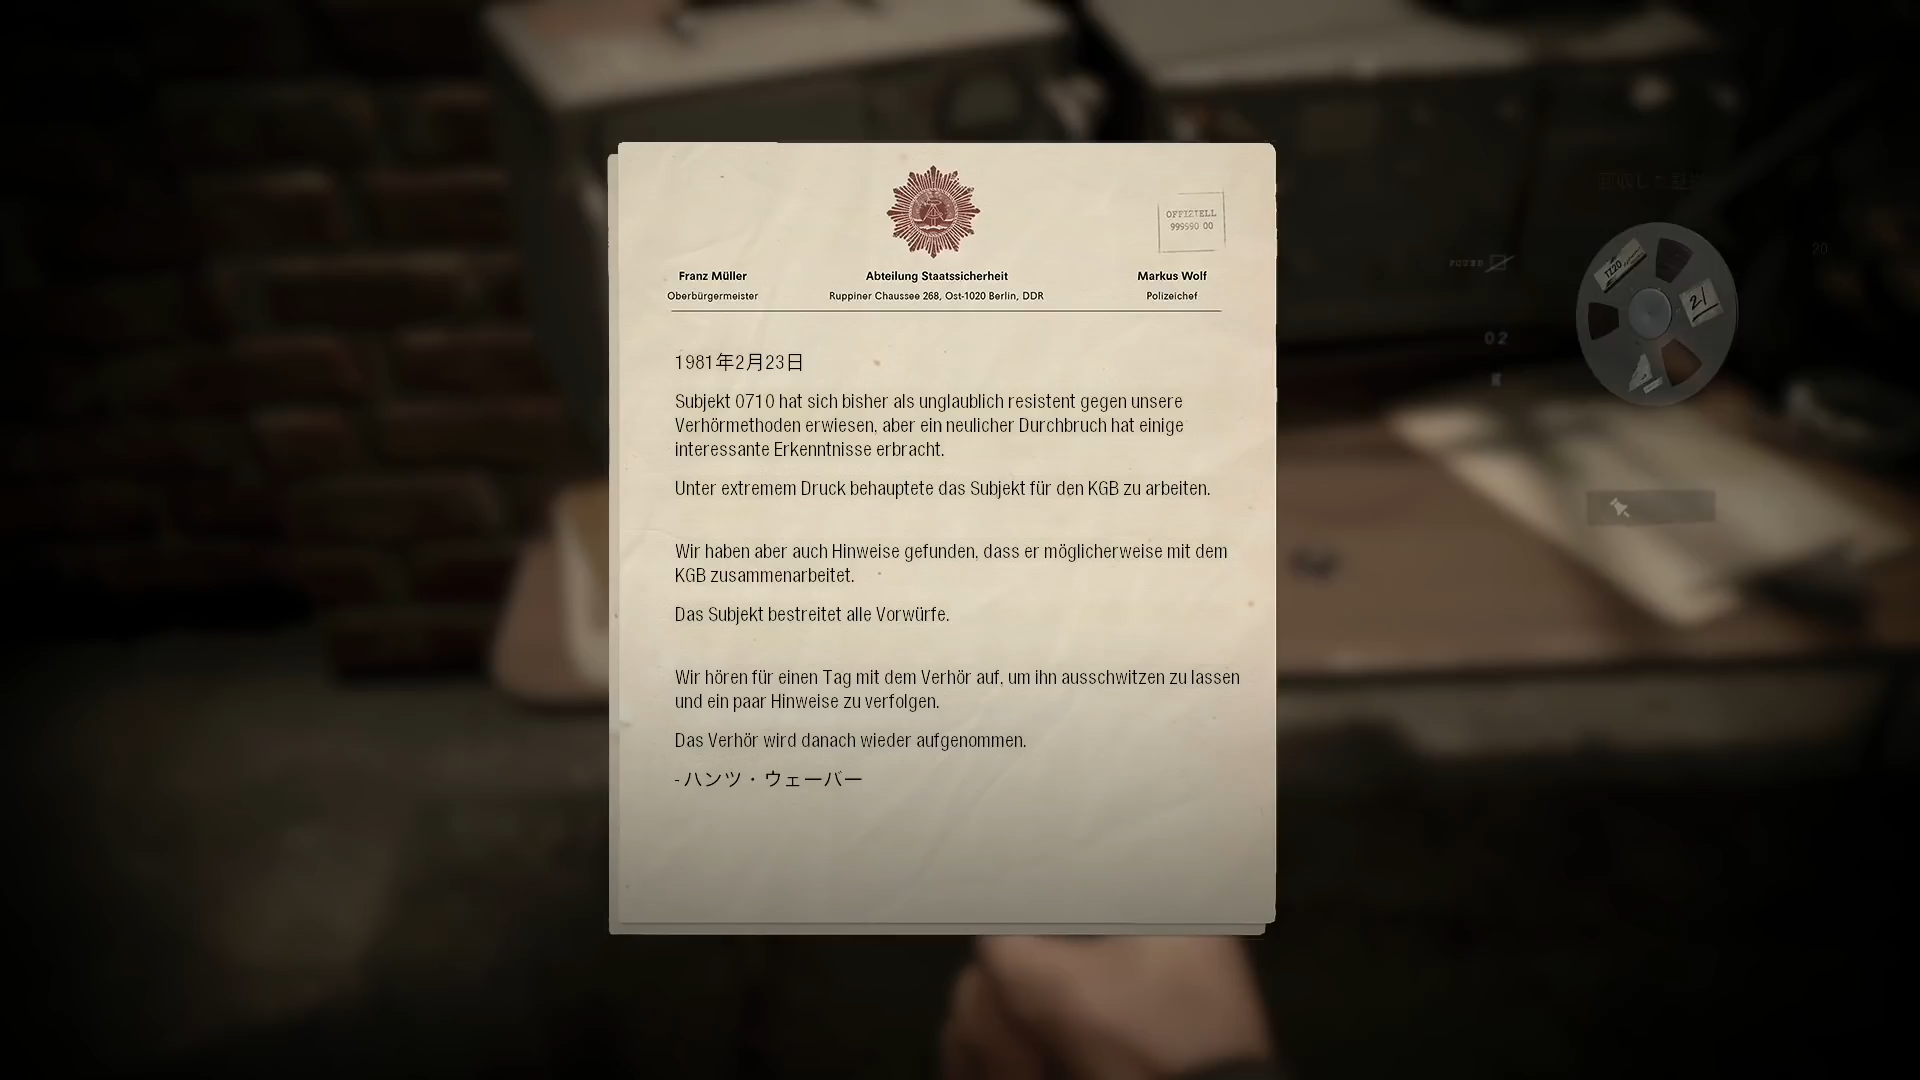 OFFIZIELL
999990 00
Franz Müller
Abteilung Staatssicherheit
Markus Wolf
Oberbürgermeister
Ruppiner Chaussee 268, Ost-1020 Berlin, DDR
Polizeichef
1981年2月23日
Subjekt 0710 hat sich bisher als unglaublich resistent gegen unsere
Verhörmethoden erwiesen, aber ein neulicher Durchbruch hat einige
interessante Erkenntnisse erbracht.
Unter extremem Druck behauptete das Subjekt für den KGB zu arbeiten.
Wir haben aber auch Hinweise gefunden, dass er möglicherweise mit dem
KGB zusammenarbeitet.
Das Subjekt bestreitet alle Vorwürfe.
Wir hören für einen Tag mit dem Verhör auf, um ihn ausschwitzen zu lassen
und ein paar Hinweise zu verfolgen.
Das Verhör wird danach wieder aufgenommen.
- ハンツ・ウェーバー
20
02
21